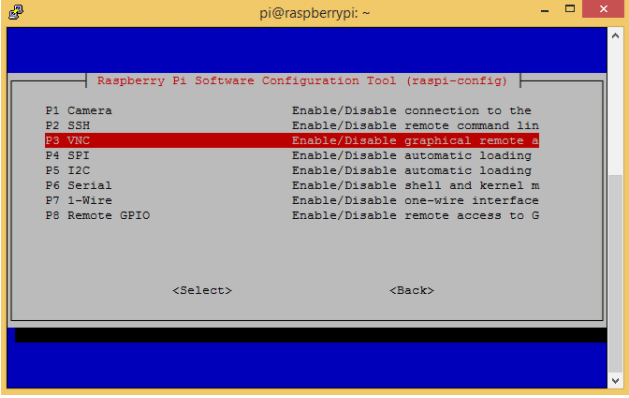 pi@raspberrypi: ~
Raspberry Pi Software Configuration Tool (raspi-config)
P1 Camera Enable/Disable connection to the
P2 SSH Enable/Disable remote command lin
P3 VNC Enable/Disable graphical remote a
P4 SPI Enable/Disable automatic loading
P5 I2C Enable/Disable automatic loading
P6 Serial Enable/Disable shell and kernel m
P7 1-Wire Enable/Disable one-wire interface
P8 Remote GPIO Enable/Disable remote access to G
<Select> <Back>